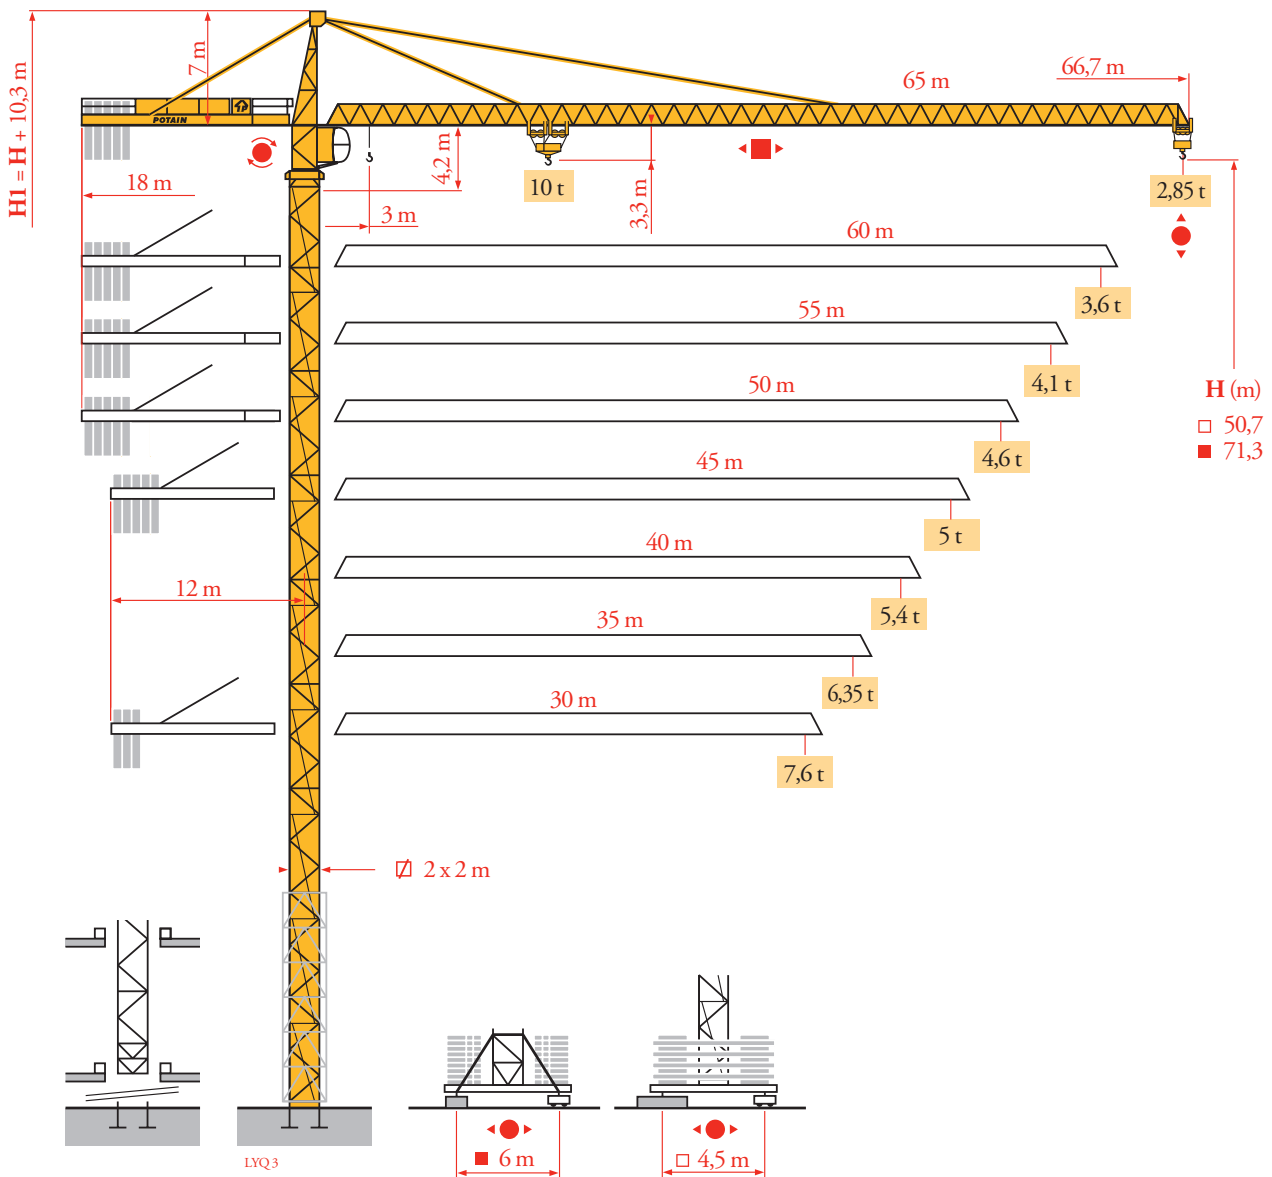 H1 = H + 10,3 m
7 m
65 m
66,7 m
POTAIN
18 m
4,2 m
3 m
10 t
3,3 m
2,85 t
60 m
3,6 t
55 m
4,1 t
50 m
4,6 t
H (m)
50,7
71,3
45 m
5 t
40 m
5,4 t
12 m
35 m
6,35 t
30 m
7,6 t
2 x 2 m
LYQ 3
6 m
4,5 m